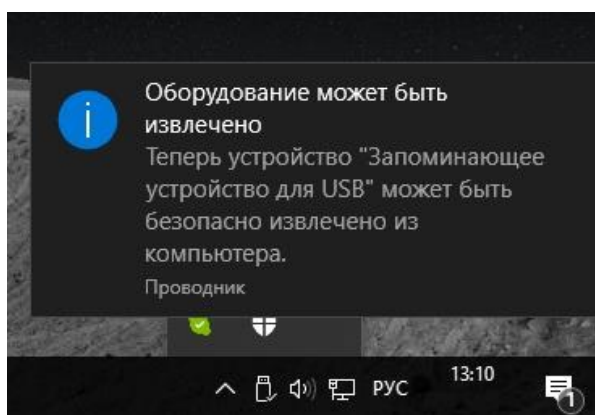 Оборудование может быть
извлечено
Теперь устройство "Запоминающее
устройство для USB" может быть
безопасно извлечено из
компьютера.
Проводник
РУС
13:10
1